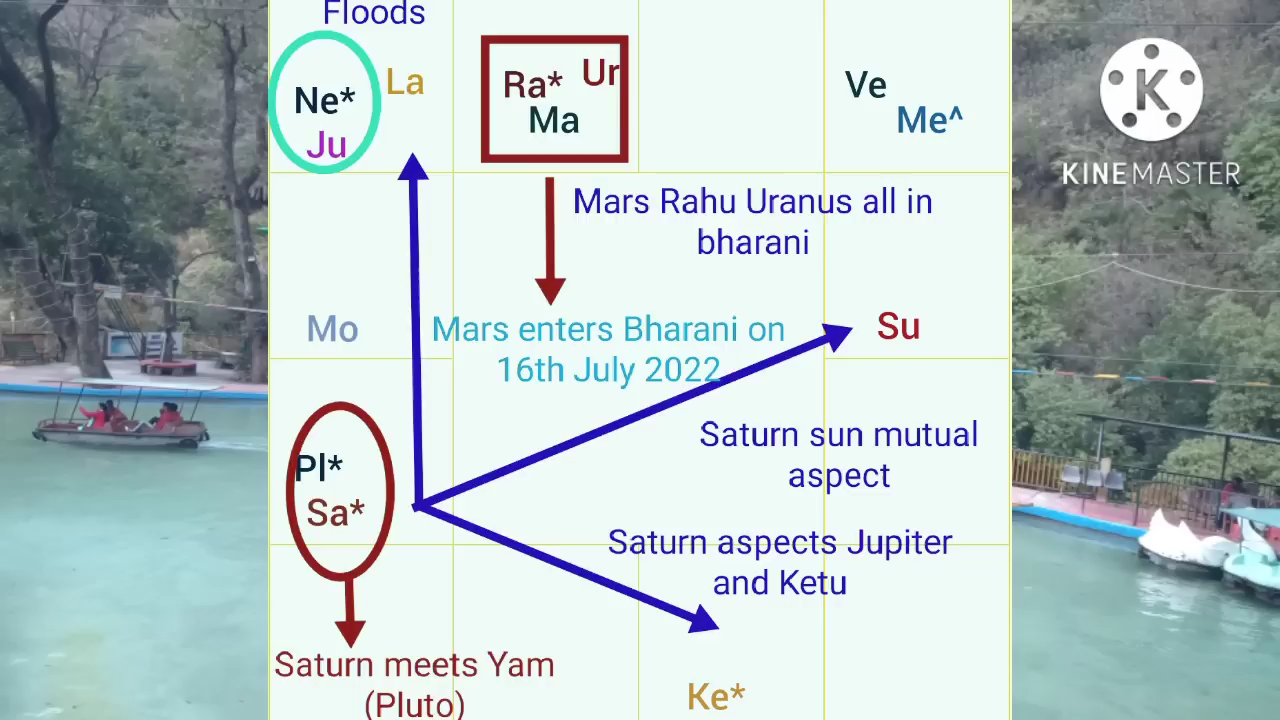 Floods
Ne*
La
Ju
Ra* Ur
Ma
Ve
Me^
K
KINEMASTER
Mars Rahu Uranus all in
bharani
Mo
Mars enters Bharani on
16th July 2022
Su
Pl*
Sa*
Saturn sun mutual
aspect
Saturn aspects Jupiter
and Ketu
Saturn meets Yam
(Pluto)
Ke*